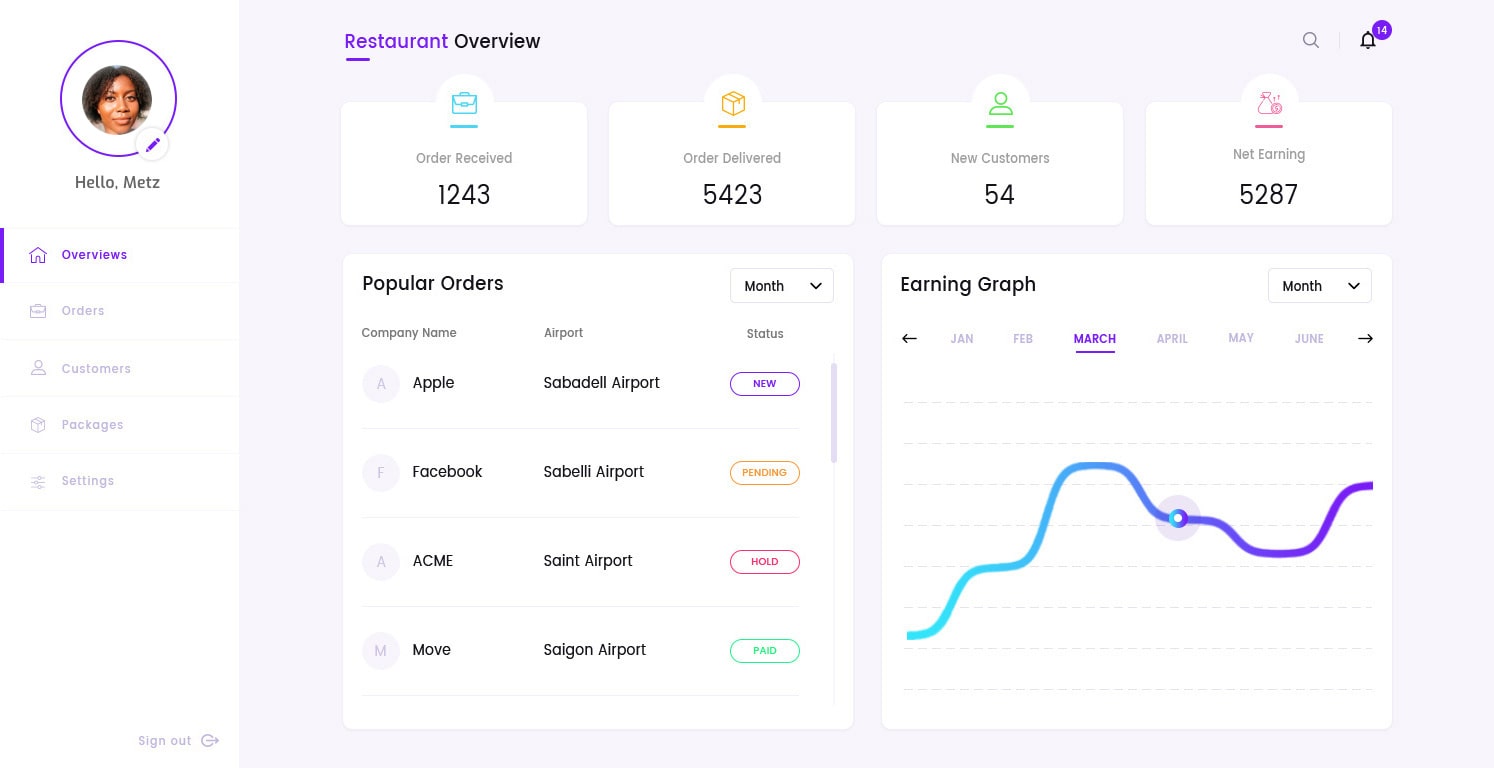 Hello, Metz
Overviews
Orders
Customers
Packages
Settings
Sign out
Restaurant Overview
14
Order Received
1243
Order Delivered
5423
New Customers
54
Net Earning
5287
Popular Orders
Month
Company Name Airport Status
A Apple Sabadell Airport NEW
F Facebook Sabelli Airport PENDING
A ACME Saint Airport HOLD
M Move Saigon Airport PAID
Earning Graph
Month
JAN FEB MARCH APRIL MAY JUNE